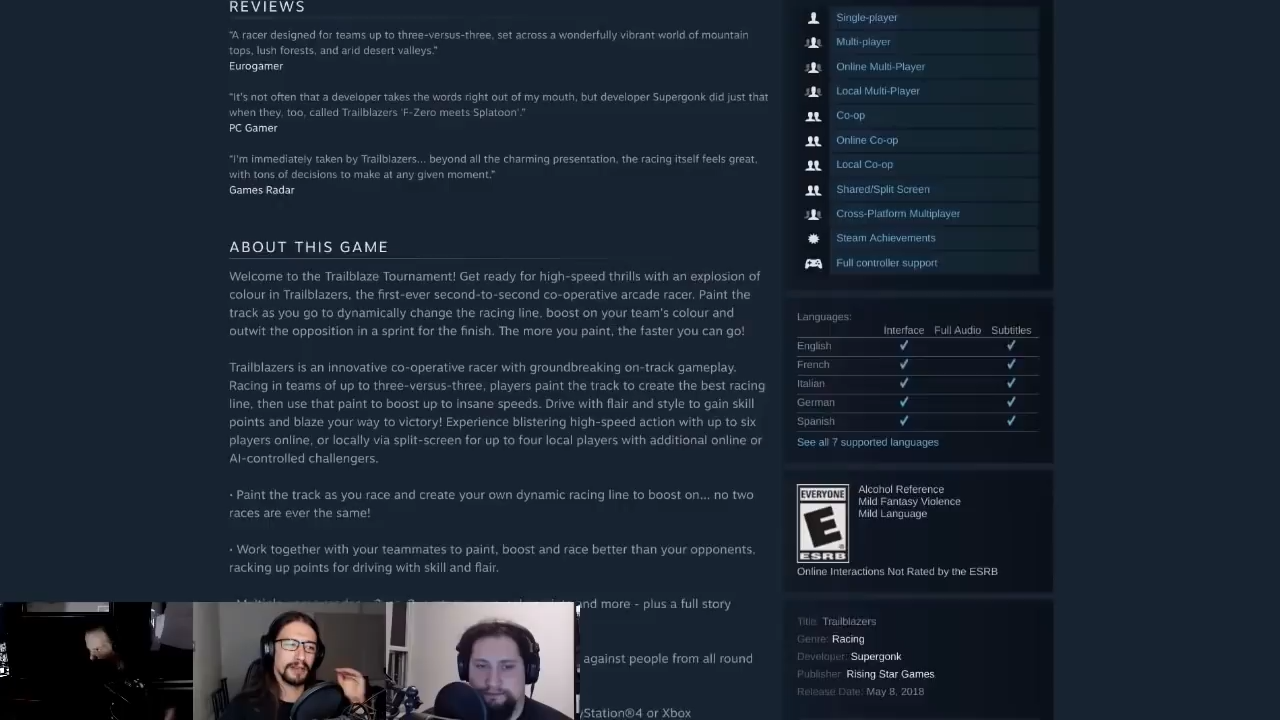 REVIEWS
“A racer designed for teams up to three-versus-three, set across a wonderfully vibrant world of mountain
tops, lush forests, and arid desert valleys.”
Eurogamer
“It's not often that a developer takes the words right out of my mouth, but developer Supergonk did just that
when they, too, called Trailblazers 'F-Zero meets Splatoon'.”
PC Gamer
“I'm immediately taken by Trailblazers... beyond all the charming presentation, the racing itself feels great,
with tons of decisions to make at any given moment.”
Games Radar
ABOUT THIS GAME
Welcome to the Trailblaze Tournament! Get ready for high-speed thrills with an explosion of
colour in Trailblazers, the first-ever second-to-second co-operative arcade racer. Paint the
track as you go to dynamically change the racing line, boost on your team's colour and
outwit the opposition in a sprint for the finish. The more you paint, the faster you can go!
Trailblazers is an innovative co-operative racer with groundbreaking on-track gameplay.
Racing in teams of up to three-versus-three, players paint the track to create the best racing
line, then use that paint to boost up to insane speeds. Drive with flair and style to gain skill
points and blaze your way to victory! Experience blistering high-speed action with up to six
players online, or locally via split-screen for up to four local players with additional online or
AI-controlled challengers.
• Paint the track as you race and create your own dynamic racing line to boost on... no two
races are ever the same!
• Work together with your teammates to paint, boost and race better than your opponents,
racking up points for driving with skill and flair.
and more - plus a full story
against people from all round
yStation®4 or Xbox
Single-player
Multi-player
Online Multi-Player
Local Multi-Player
Co-op
Online Co-op
Local Co-op
Shared/Split Screen
Cross-Platform Multiplayer
Steam Achievements
Full controller support
Languages:
Interface Full Audio Subtitles
English ✔ ✔
French ✔ ✔
Italian ✔ ✔
German ✔ ✔
Spanish ✔ ✔
See all 7 supported languages
EVERYONE
E
ESRB
Alcohol Reference
Mild Fantasy Violence
Mild Language
Online Interactions Not Rated by the ESRB
Title: Trailblazers
Genre: Racing
Developer: Supergonk
Publisher: Rising Star Games
Release Date: May 8, 2018